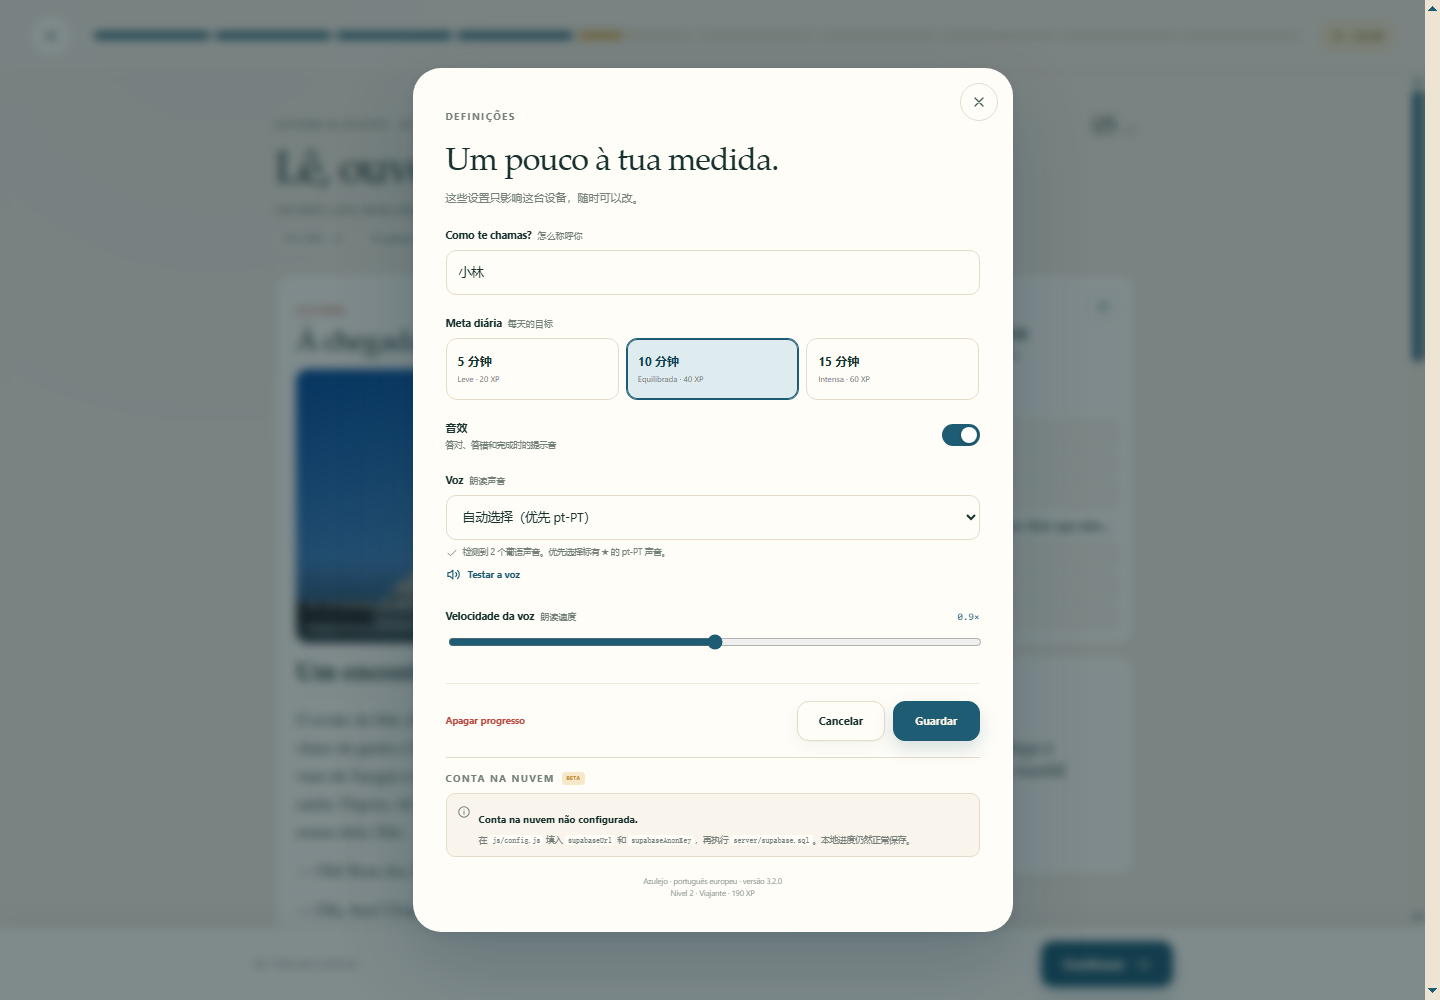 DEFINIÇÕES
Um pouco à tua medida.
这些设置只影响这台设备，随时可以改。
Como te chamas? 怎么称呼你
小林
Meta diária 每天的目标
5 分钟
Leve · 20 XP
10 分钟
Equilibrada · 40 XP
15 分钟
Intensa · 60 XP
音效
答对、答错和完成时的提示音
Voz 朗读声音
自动选择（优先 pt-PT）
检测到 2 个葡语声音。优先选择标有 ★ 的 pt-PT 声音。
Testar a voz
Velocidade da voz 朗读速度
0.9×
Apagar progresso
Cancelar
Guardar
CONTA NA NUVEM BETA
Conta na nuvem não configurada.
在 js/config.js 填入 supabaseUrl 和 supabaseAnonKey，再执行 server/supabase.sql。本地进度仍然正常保存。
Azulejo · português europeu · versão 3.2.0
Nível 2 · Viajante · 190 XP
Lê, ouv
À chegad
Um encont